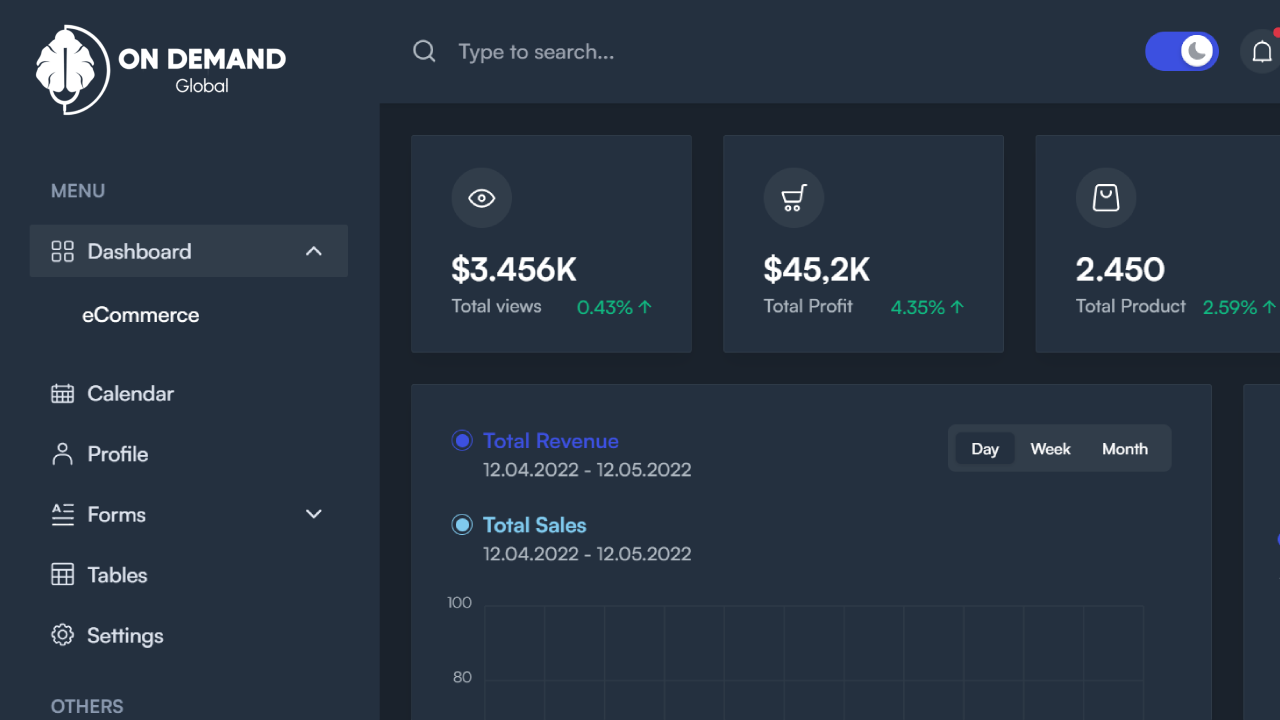 ON DEMAND
Global
Type to search...
MENU
Dashboard
eCommerce
Calendar
Profile
Forms
Tables
Settings
OTHERS
$3.456K
Total views 0.43%
$45,2K
Total Profit 4.35%
2.450
Total Product 2.59%
Total Revenue
12.04.2022 - 12.05.2022
Day Week Month
Total Sales
12.04.2022 - 12.05.2022
100
80